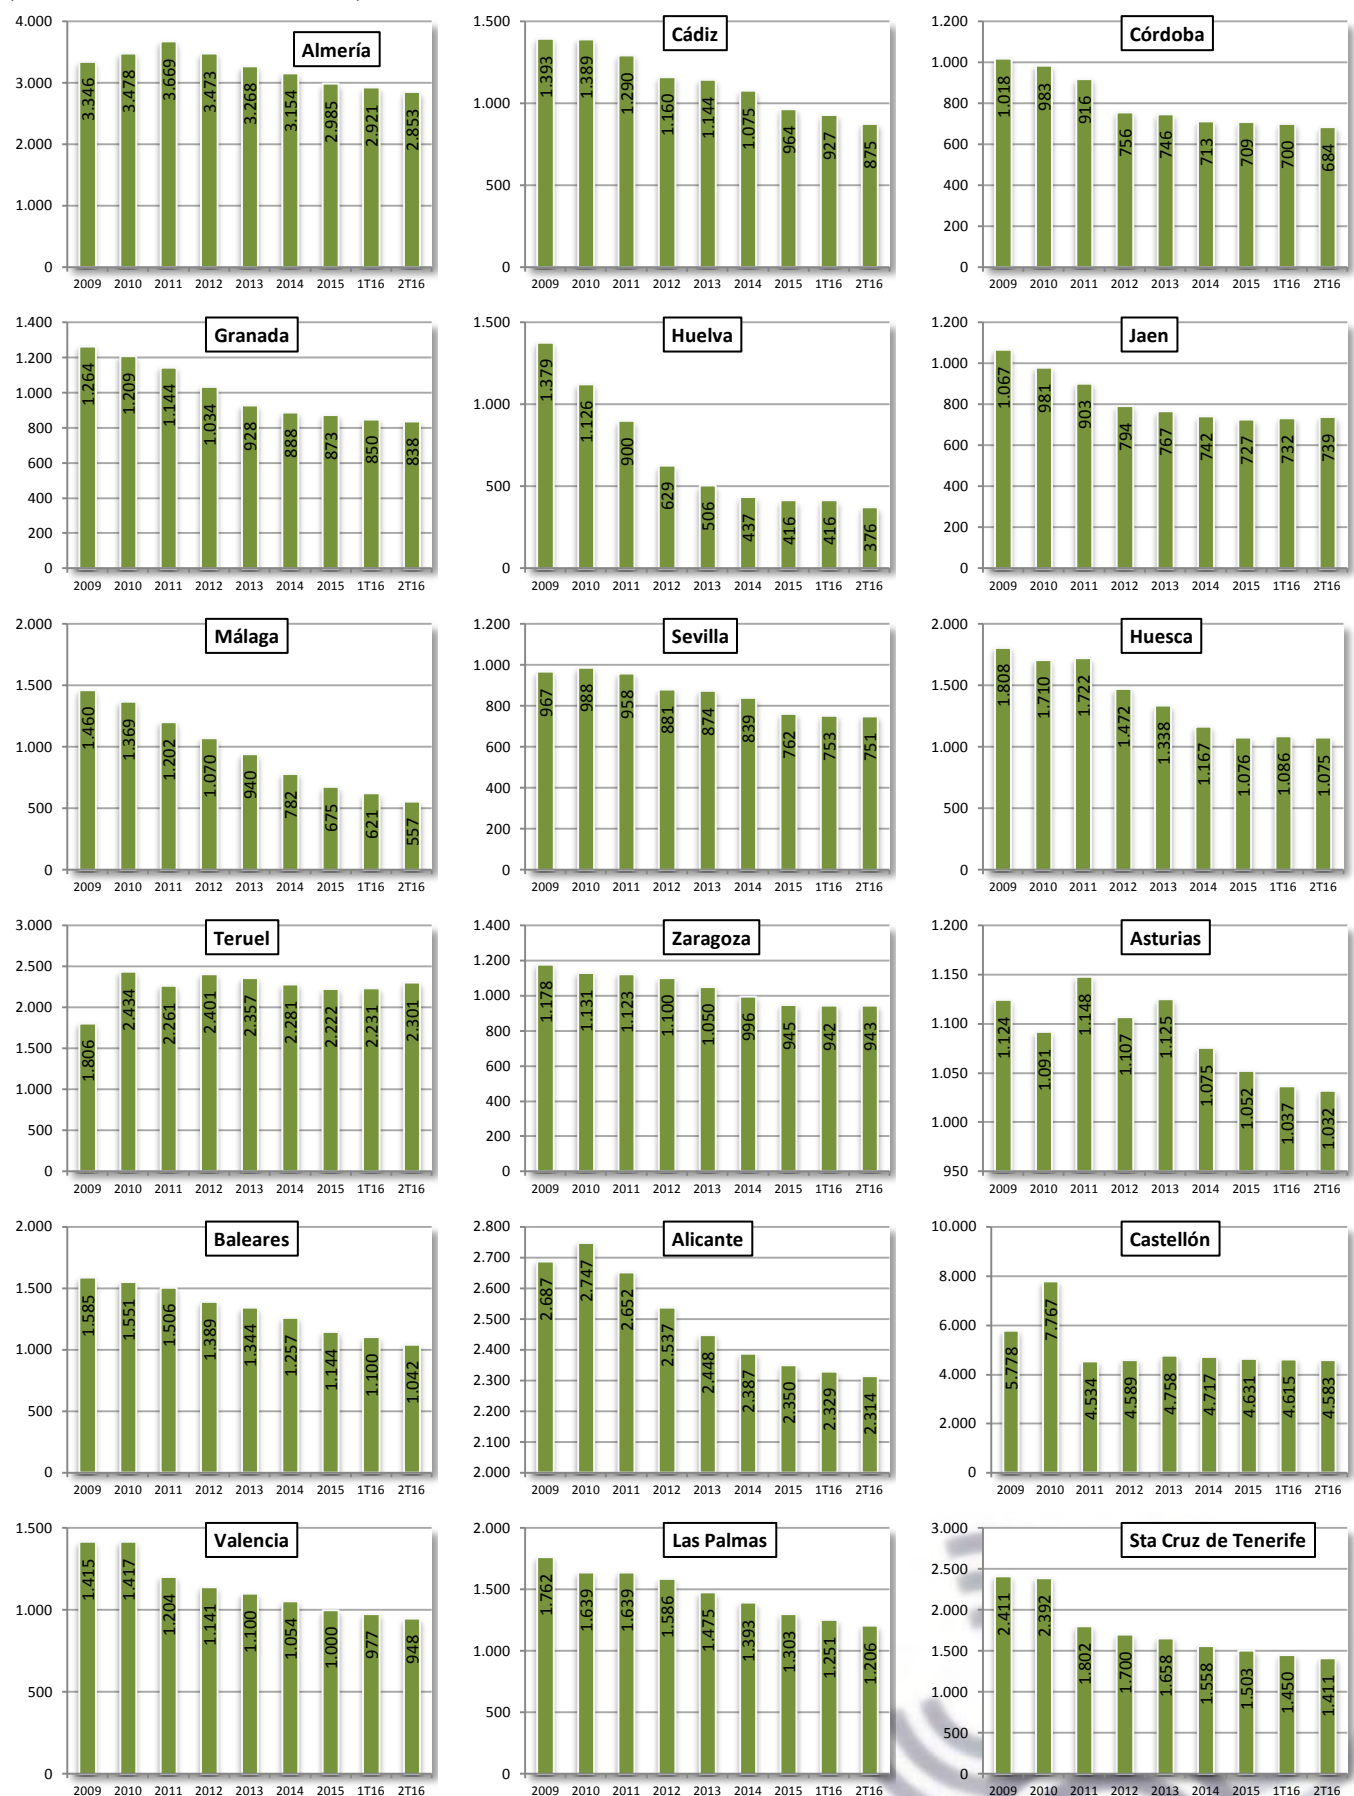 Almería
4.000
3.000
2.000
1.000
0
3.346 3.478 3.669 3.473 3.268 3.154 2.985 2.921 2.853
2009 2010 2011 2012 2013 2014 2015 1T16 2T16
Cádiz
1.500
1.000
500
0
1.393 1.389 1.290 1.160 1.144 1.075 964 927 875
2009 2010 2011 2012 2013 2014 2015 1T16 2T16
Córdoba
1.200
1.000
800
600
400
200
0
1.018 983 916 756 746 713 709 700 684
2009 2010 2011 2012 2013 2014 2015 1T16 2T16
Granada
1.400
1.200
1.000
800
600
400
200
0
1.264 1.209 1.144 1.034 928 888 873 850 838
2009 2010 2011 2012 2013 2014 2015 1T16 2T16
Huelva
1.500
1.000
500
0
1.379 1.126 900 629 506 437 416 416 376
2009 2010 2011 2012 2013 2014 2015 1T16 2T16
Jaen
1.200
1.000
800
600
400
200
0
1.067 981 903 794 767 742 727 732 739
2009 2010 2011 2012 2013 2014 2015 1T16 2T16
Málaga
2.000
1.500
1.000
500
0
1.460 1.369 1.202 1.070 940 782 675 621 557
2009 2010 2011 2012 2013 2014 2015 1T16 2T16
Sevilla
1.200
1.000
800
600
400
200
0
967 988 958 881 874 839 762 753 751
2009 2010 2011 2012 2013 2014 2015 1T16 2T16
Huesca
2.000
1.500
1.000
500
0
1.808 1.710 1.722 1.472 1.338 1.167 1.076 1.086 1.075
2009 2010 2011 2012 2013 2014 2015 1T16 2T16
Teruel
3.000
2.500
2.000
1.500
1.000
500
0
1.806 2.434 2.261 2.401 2.357 2.281 2.222 2.231 2.301
2009 2010 2011 2012 2013 2014 2015 1T16 2T16
Zaragoza
1.400
1.200
1.000
800
600
400
200
0
1.178 1.131 1.123 1.100 1.050 996 945 942 943
2009 2010 2011 2012 2013 2014 2015 1T16 2T16
Asturias
1.200
1.150
1.100
1.050
1.000
950
1.124 1.091 1.148 1.107 1.125 1.075 1.052 1.037 1.032
2009 2010 2011 2012 2013 2014 2015 1T16 2T16
Baleares
2.000
1.500
1.000
500
0
1.585 1.551 1.506 1.389 1.344 1.257 1.144 1.100 1.042
2009 2010 2011 2012 2013 2014 2015 1T16 2T16
Alicante
2.800
2.700
2.600
2.500
2.400
2.300
2.200
2.100
2.000
2.687 2.747 2.652 2.537 2.448 2.387 2.350 2.329 2.314
2009 2010 2011 2012 2013 2014 2015 1T16 2T16
Castellón
10.000
8.000
6.000
4.000
2.000
0
5.778 7.767 4.534 4.589 4.758 4.717 4.631 4.615 4.583
2009 2010 2011 2012 2013 2014 2015 1T16 2T16
Valencia
1.500
1.000
500
0
1.415 1.417 1.204 1.141 1.100 1.054 1.000 977 948
2009 2010 2011 2012 2013 2014 2015 1T16 2T16
Las Palmas
2.000
1.500
1.000
500
0
1.762 1.639 1.639 1.586 1.475 1.393 1.303 1.251 1.206
2009 2010 2011 2012 2013 2014 2015 1T16 2T16
Sta Cruz de Tenerife
3.000
2.500
2.000
1.500
1.000
500
0
2.411 2.392 1.802 1.700 1.658 1.558 1.503 1.450 1.411
2009 2010 2011 2012 2013 2014 2015 1T16 2T16